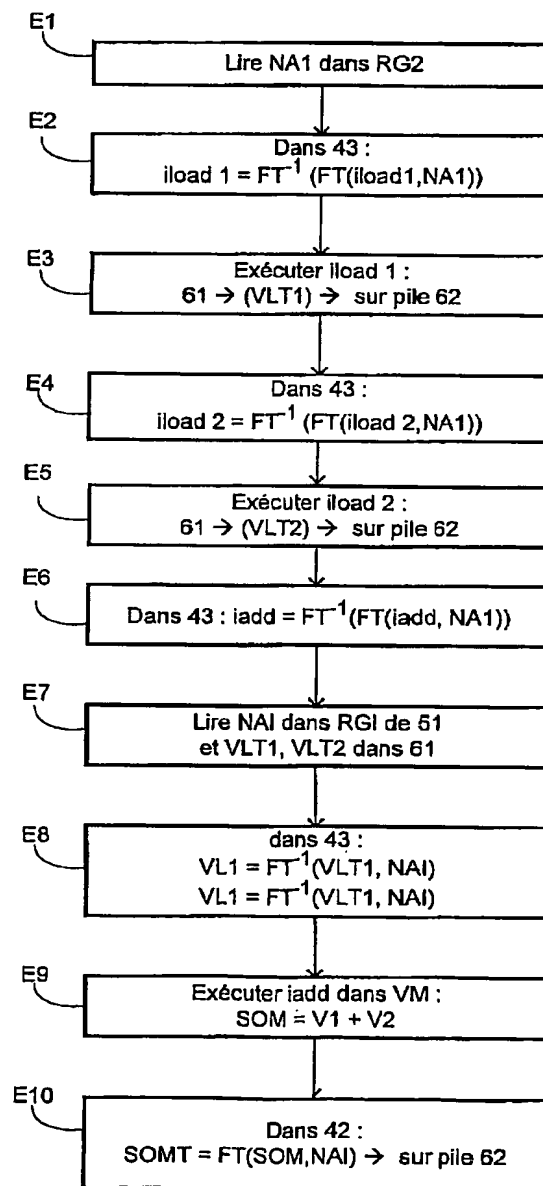 E1
Lire NA1 dans RG2
E2
Dans 43 :
iload 1 = FT⁻¹ (FT(iload1,NA1))
E3
Exécuter iload 1 :
61 → (VLT1) → sur pile 62
E4
Dans 43 :
iload 2 = FT⁻¹ (FT(iload 2,NA1))
E5
Exécuter iload 2 :
61 → (VLT2) → sur pile 62
E6
Dans 43 : iadd = FT⁻¹(FT(iadd, NA1))
E7
Lire NAI dans RGI de 51
et VLT1, VLT2 dans 61
E8
dans 43 :
VL1 = FT⁻¹(VLT1, NAI)
VL1 = FT⁻¹(VLT1, NAI)
E9
Exécuter iadd dans VM :
SOM = V1 + V2
E10
Dans 42 :
SOMT = FT(SOM,NAI) → sur pile 62